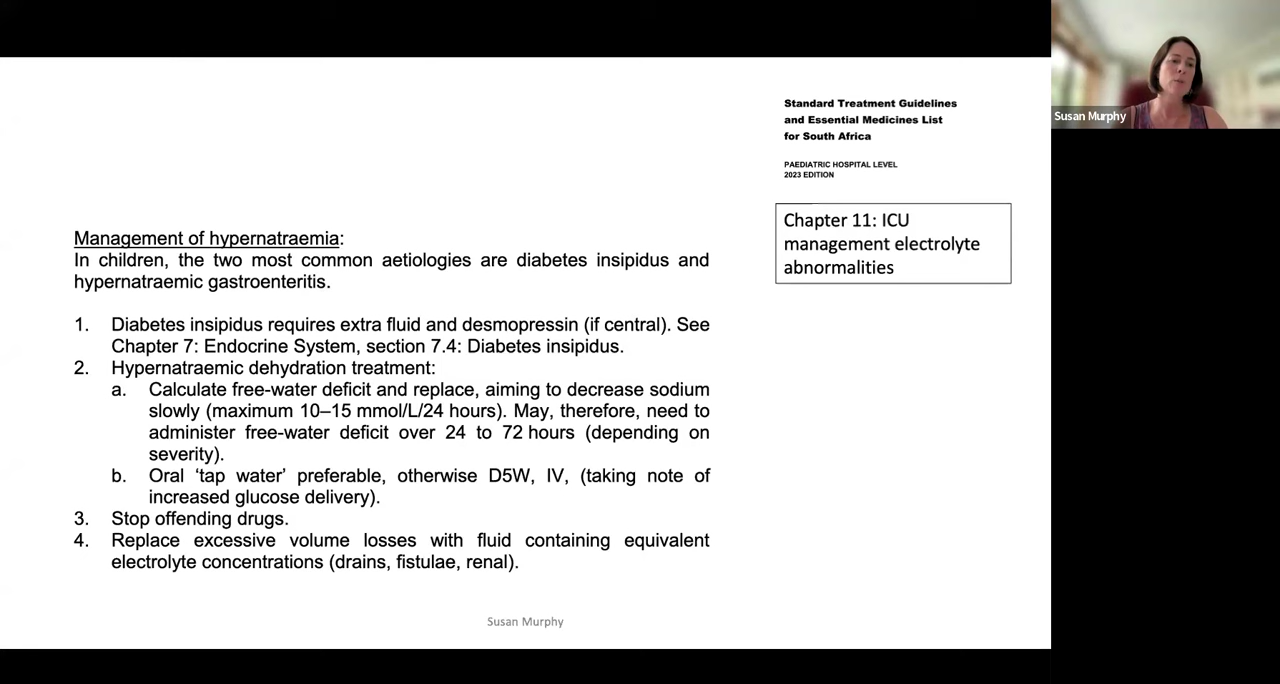 Susan Murphy
Standard Treatment Guidelines
and Essential Medicines List
for South Africa
PAEDIATRIC HOSPITAL LEVEL
2023 EDITION
Chapter 11: ICU
management electrolyte
abnormalities
Management of hypernatraemia:
In children, the two most common aetiologies are diabetes insipidus and
hypernatraemic gastroenteritis.
1. Diabetes insipidus requires extra fluid and desmopressin (if central). See
Chapter 7: Endocrine System, section 7.4: Diabetes insipidus.
2. Hypernatraemic dehydration treatment:
a. Calculate free-water deficit and replace, aiming to decrease sodium
slowly (maximum 10–15 mmol/L/24 hours). May, therefore, need to
administer free-water deficit over 24 to 72 hours (depending on
severity).
b. Oral ‘tap water’ preferable, otherwise D5W, IV, (taking note of
increased glucose delivery).
3. Stop offending drugs.
4. Replace excessive volume losses with fluid containing equivalent
electrolyte concentrations (drains, fistulae, renal).
Susan Murphy